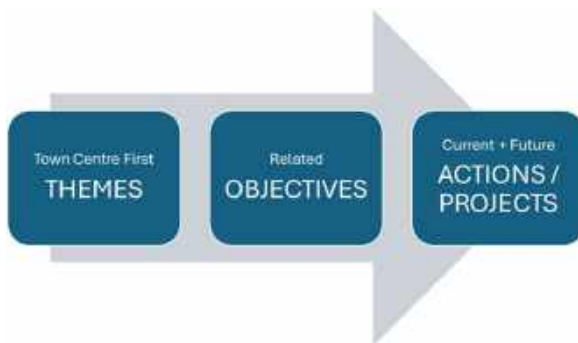 Town Centre First
THEMES
Related
OBJECTIVES
Current + Future
ACTIONS /
PROJECTS